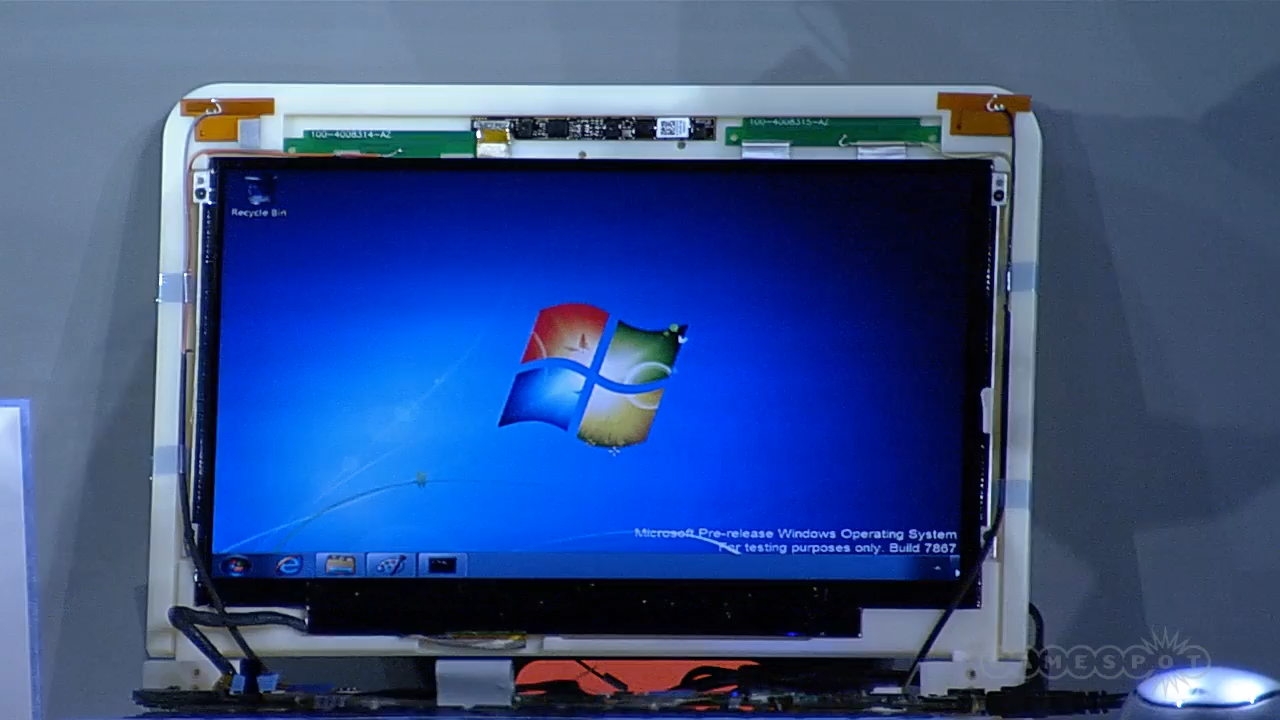 100-4008314-AZ
100-4008315-AZ
Recycle Bin
Microsoft Pre-release Windows Operating System
For testing purposes only. Build 7867
GAMESPOT